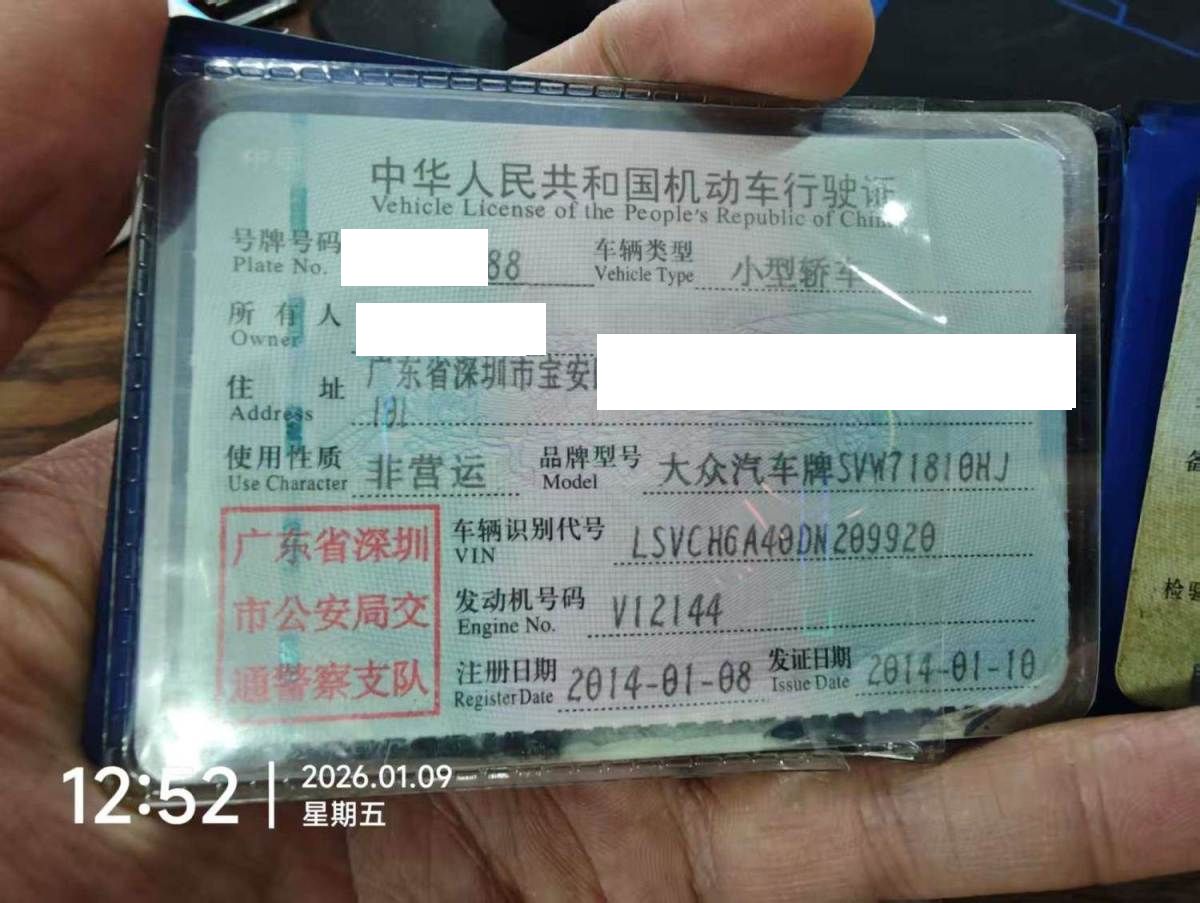 中华人民共和国机动车行驶证
Vehicle License of the People's Republic of China
号牌号码 88 车辆类型 小型轿车
Plate No. Vehicle Type
所有人
Owner
住址 广东省深圳市宝安
Address 131
使用性质 非营运 品牌型号 大众汽车牌SVW71810HJ
Use Character Model
广东省深圳
市公安局交
通警察支队
车辆识别代号 LSVCH6A40DN209920
VIN
发动机号码 V12144
Engine No.
注册日期 2014-01-08 发证日期 2014-01-10
Register Date Issue Date
检验
12:52 2026.01.09
星期五